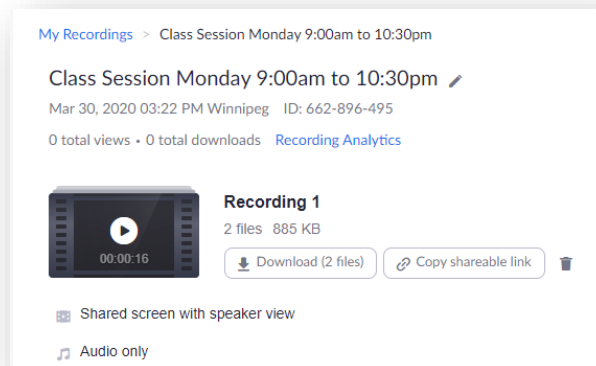 My Recordings > Class Session Monday 9:00am to 10:30pm
Class Session Monday 9:00am to 10:30pm
Mar 30, 2020 03:22 PM Winnipeg ID: 662-896-495
0 total views • 0 total downloads Recording Analytics
Recording 1
2 files 885 KB
00:00:16
Download (2 files) Copy shareable link
Shared screen with speaker view
Audio only